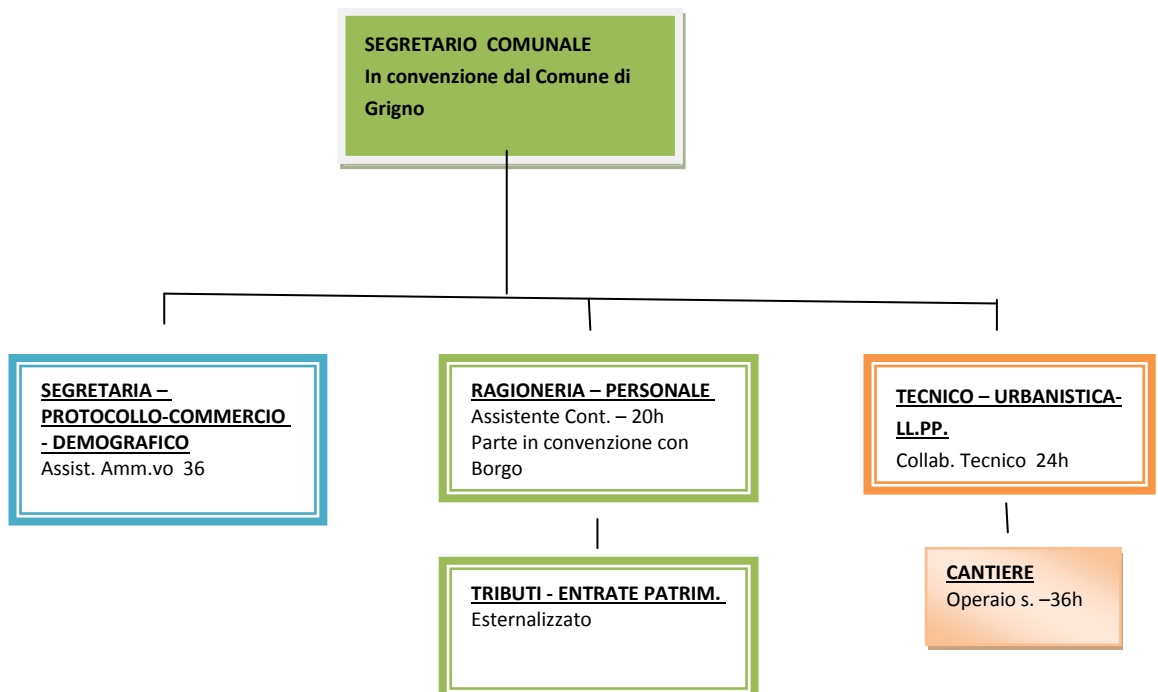 SEGRETARIO COMUNALE
In convenzione dal Comune di
Grigno
SEGRETARIA –
PROTOCOLLO-COMMERCIO
- DEMOGRAFICO
Assist. Amm.vo 36
RAGIONERIA – PERSONALE
Assistente Cont. – 20h
Parte in convenzione con
Borgo
TECNICO – URBANISTICA-
LL.PP.
Collab. Tecnico 24h
TRIBUTI - ENTRATE PATRIM.
Esternalizzato
CANTIERE
Operaio s. –36h